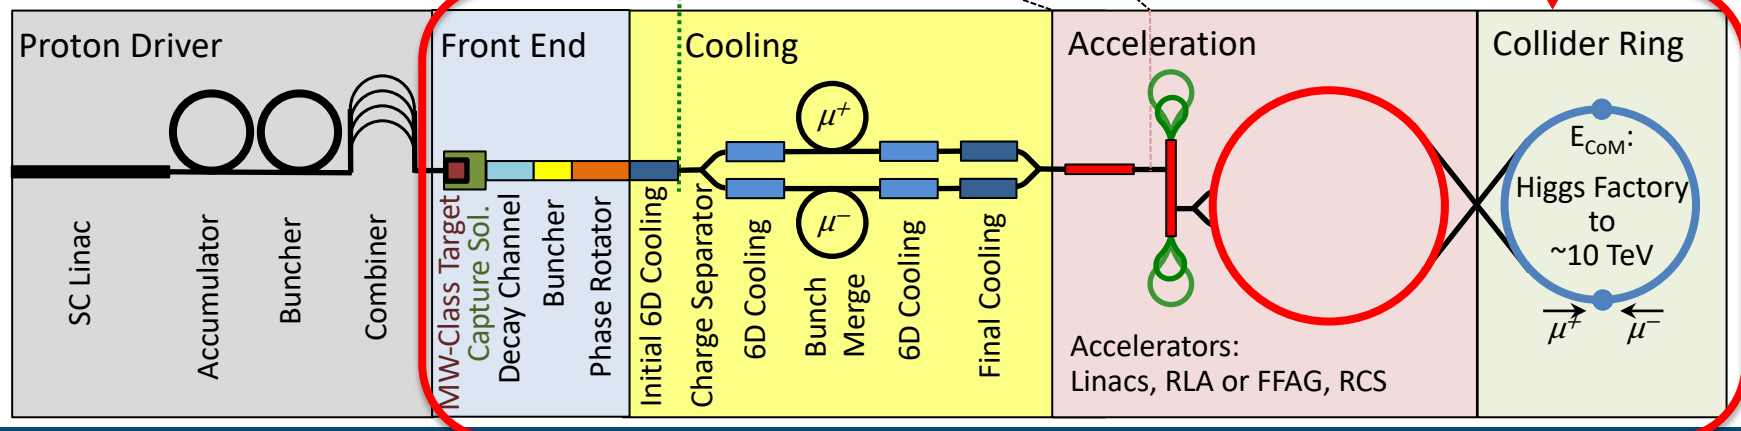 Proton Driver
Front End
Cooling
Acceleration
Collider Ring
μ+
μ−
E_CoM:
Higgs Factory
to
~10 TeV
μ+
μ−
SC Linac
Accumulator
Buncher
Combiner
MW-Class Target
Capture Sol.
Decay Channel
Buncher
Phase Rotator
Initial 6D Cooling
Charge Separator
6D Cooling
Bunch
Merge
6D Cooling
Final Cooling
Accelerators:
Linacs, RLA or FFAG, RCS